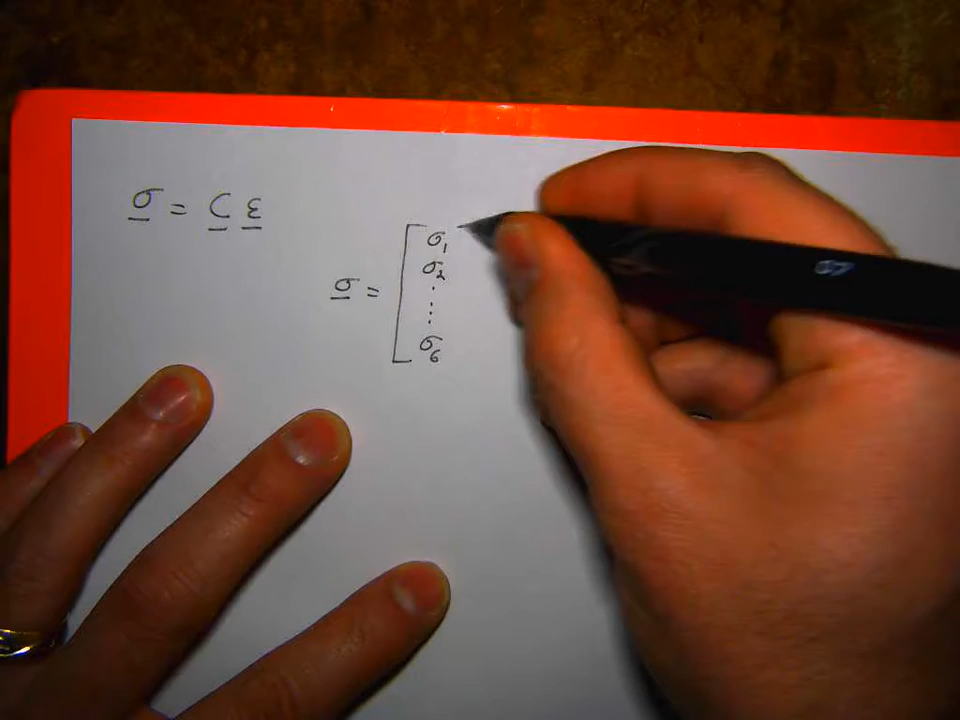 σ = C ε
σ =
σ₁
σ₂
⋮
σ₆